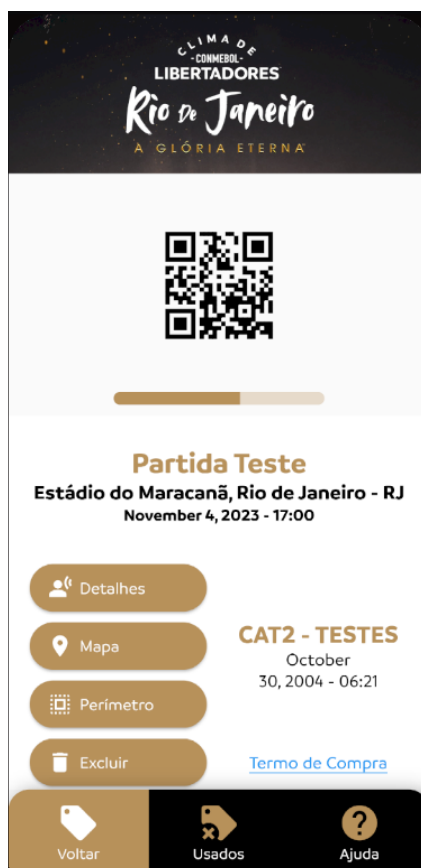 CLIMA DE
-CONMEBOL-
LIBERTADORES
Rio De Janeiro
A GLÓRIA ETERNA
Partida Teste
Estádio do Maracanã, Rio de Janeiro - RJ
November 4, 2023 - 17:00
Detalhes
Mapa
Perímetro
Excluir
CAT2 - TESTES
October
30, 2004 - 06:21
Termo de Compra
Voltar
Usados
Ajuda